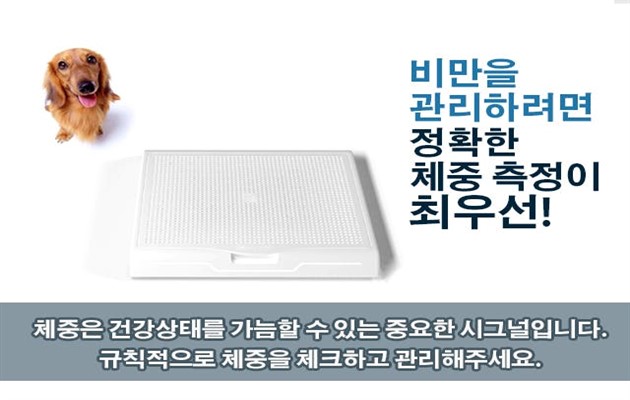 비만을
관리하려면
정확한
체중 측정이
최우선!
체중은 건강상태를 가늠할 수 있는 중요한 시그널입니다.
규칙적으로 체중을 체크하고 관리해주세요.